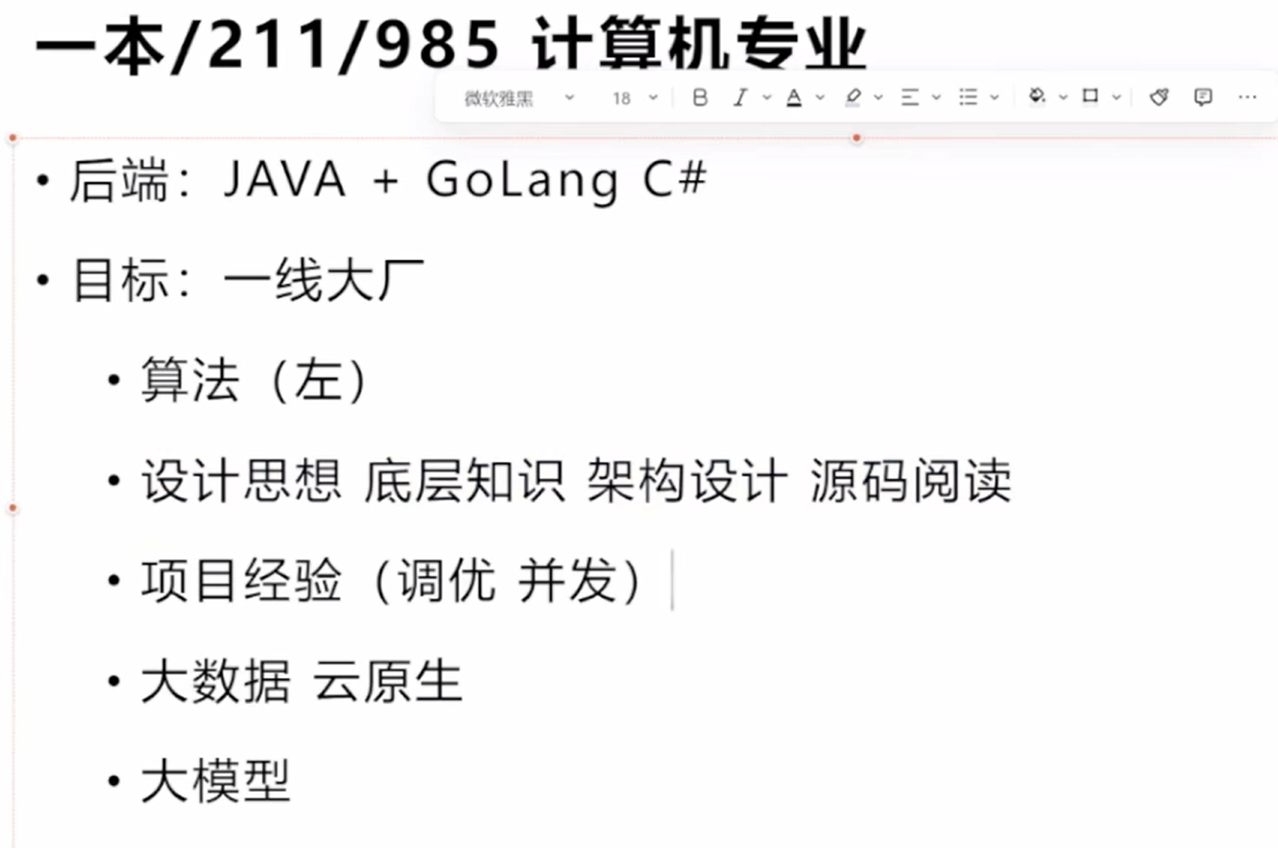 一本/211/985 计算机专业
微软雅黑 18 B I A
• 后端：JAVA + GoLang C#
• 目标：一线大厂
• 算法（左）
• 设计思想 底层知识 架构设计 源码阅读
• 项目经验（调优 并发）
• 大数据 云原生
• 大模型